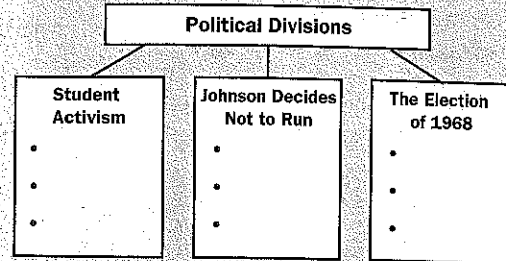 Political Divisions
Student
Activism
•
•
•
Johnson Decides
Not to Run
•
•
•
The Election
of 1968
•
•
•